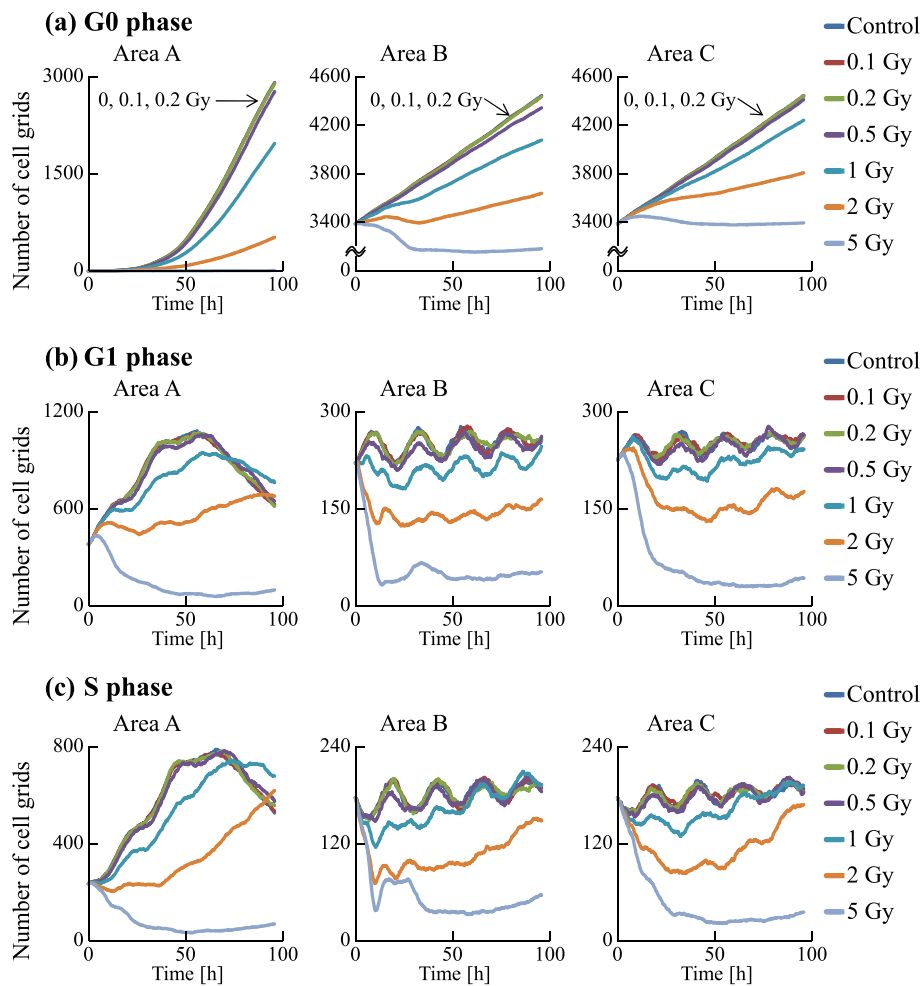 (a) G0 phase
Area A
Area B
Area C
Number of cell grids
3000
1500
0
0, 0.1, 0.2 Gy
0
50
100
Time [h]
4600
4200
3800
3400
0
0, 0.1, 0.2 Gy
0
50
100
Time [h]
4600
4200
3800
3400
0
0, 0.1, 0.2 Gy
0
50
100
Time [h]
Control
0.1 Gy
0.2 Gy
0.5 Gy
1 Gy
2 Gy
5 Gy
(b) G1 phase
Area A
Area B
Area C
Number of cell grids
1200
600
0
0
50
100
Time [h]
300
150
0
0
50
100
Time [h]
300
150
0
0
50
100
Time [h]
Control
0.1 Gy
0.2 Gy
0.5 Gy
1 Gy
2 Gy
5 Gy
(c) S phase
Area A
Area B
Area C
Number of cell grids
800
400
0
0
50
100
Time [h]
240
120
0
0
50
100
Time [h]
240
120
0
0
50
100
Time [h]
Control
0.1 Gy
0.2 Gy
0.5 Gy
1 Gy
2 Gy
5 Gy